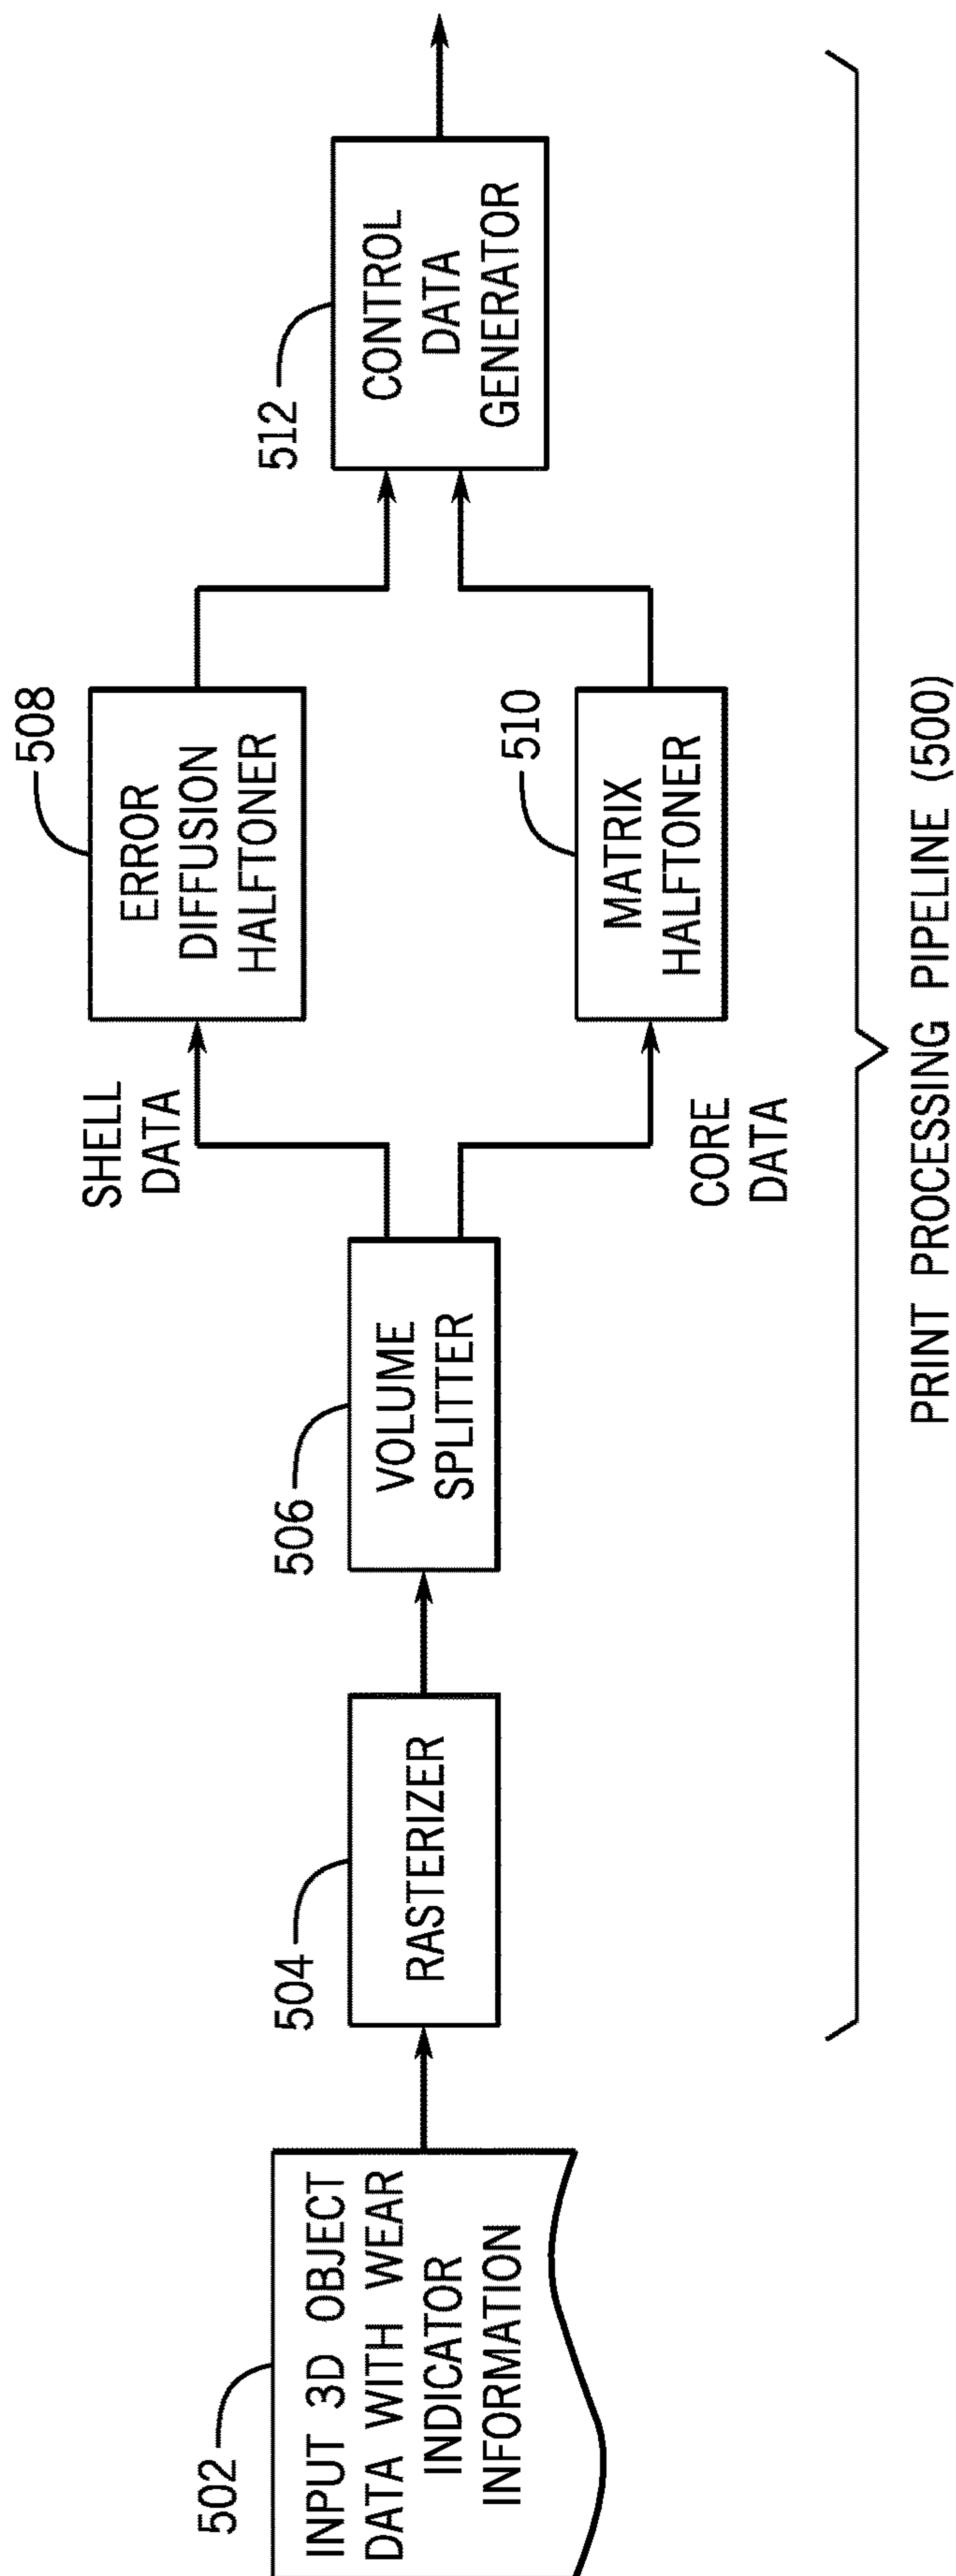 502
INPUT 3D OBJECT
DATA WITH WEAR
INDICATOR
INFORMATION
504
RASTERIZER
506
VOLUME
SPLITTER
SHELL
DATA
CORE
DATA
508
ERROR
DIFFUSION
HALFTONER
510
MATRIX
HALFTONER
512
CONTROL
DATA
GENERATOR
PRINT PROCESSING PIPELINE (500)